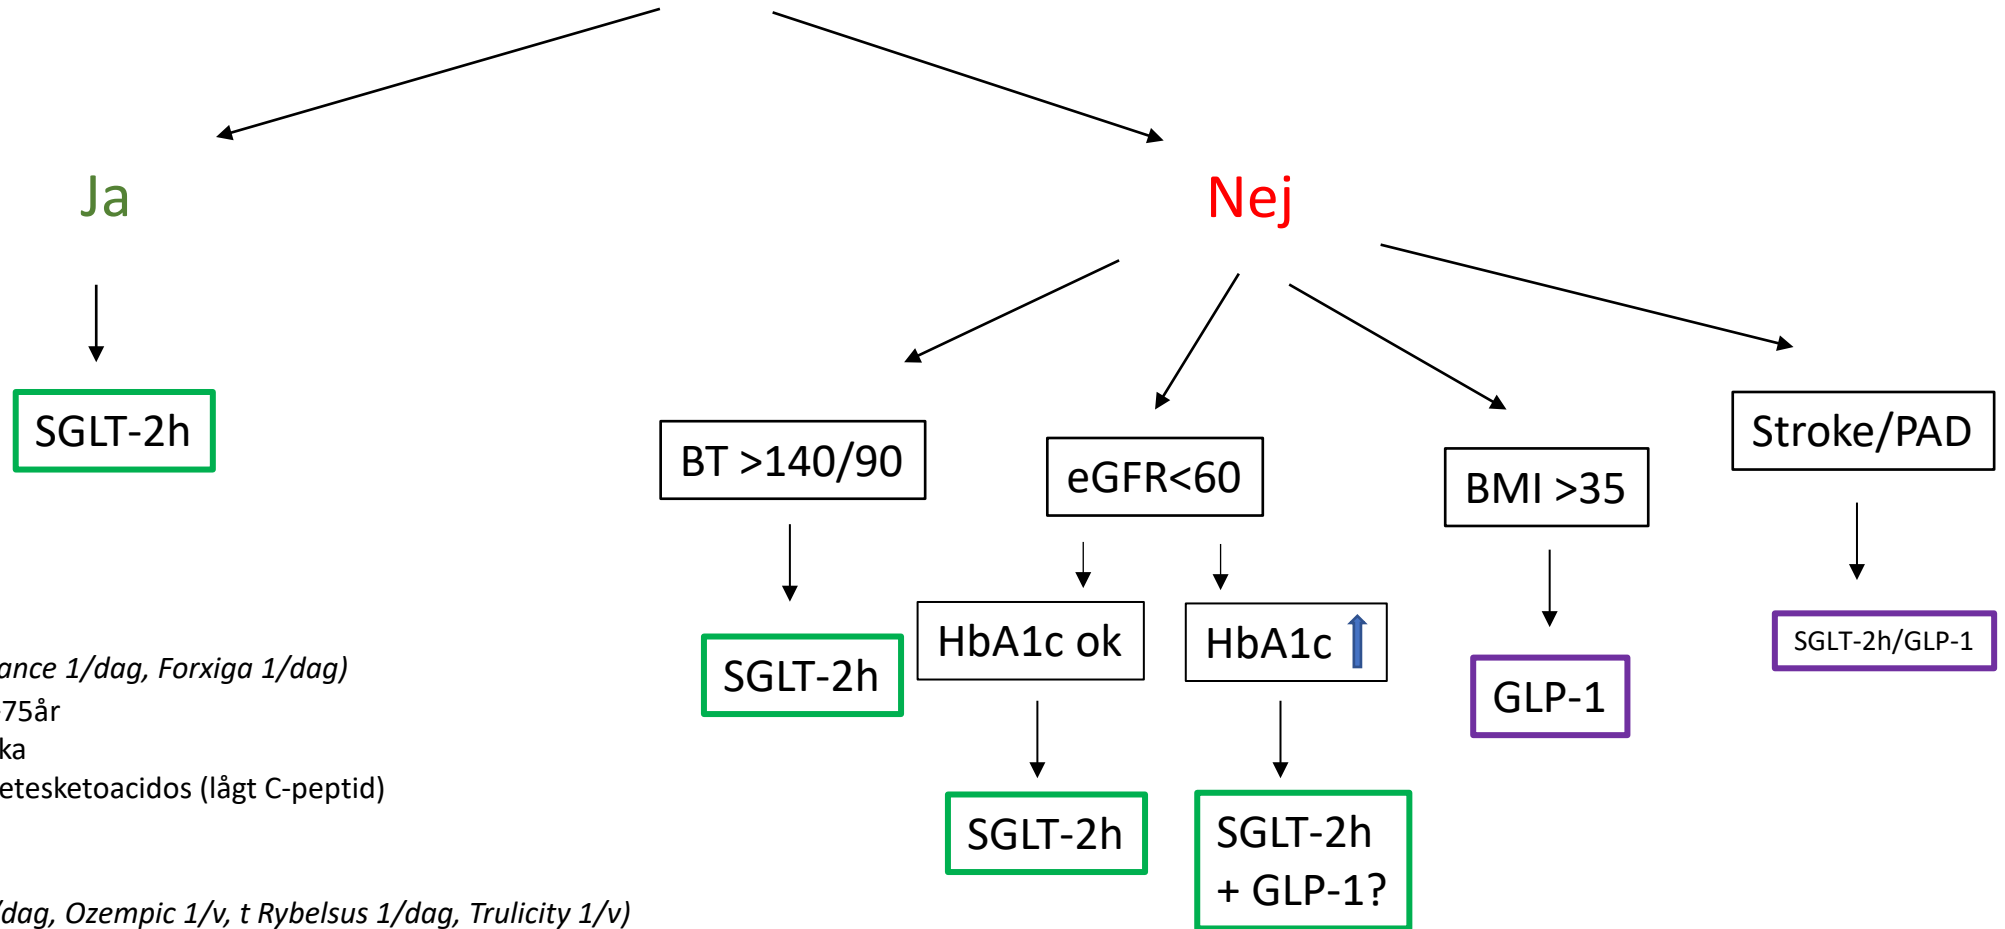 Ja
Nej
SGLT-2h
BT >140/90
eGFR<60
BMI >35
Stroke/PAD
SGLT-2h
HbA1c ok
HbA1c
GLP-1
SGLT-2h/GLP-1
SGLT-2h
SGLT-2h
+ GLP-1?
ance 1/dag, Forxiga 1/dag)
75år
ka
etesketoacidos (lågt C-peptid)
/dag, Ozempic 1/v, t Rybelsus 1/dag, Trulicity 1/v)